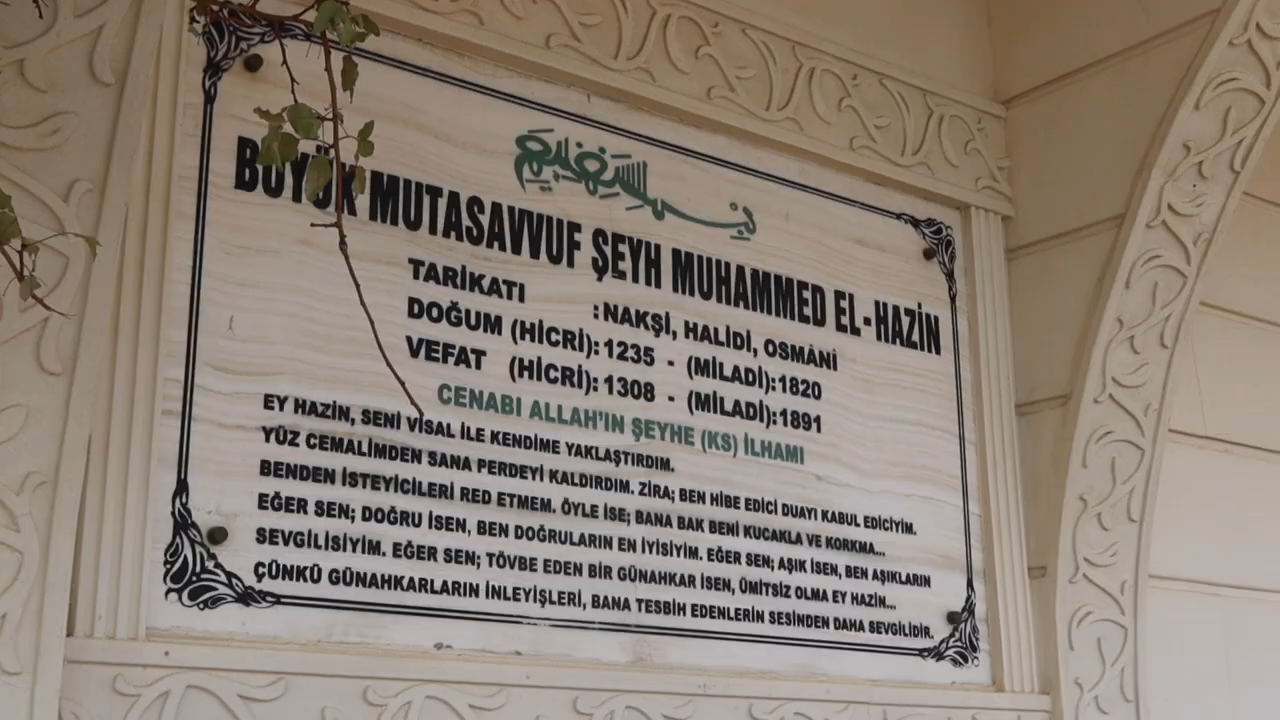 بسم الله الرحمن الرحيم
BÜYÜK MUTASAVVUF ŞEYH MUHAMMED EL-HAZİN
TARİKATI :NAKŞİ, HALİDİ, OSMÂNİ
DOĞUM (HİCRİ):1235 - (MİLADİ):1820
VEFAT (HİCRİ):1308 - (MİLADİ):1891
CENABI ALLAH'IN ŞEYHE (KS) İLHAMI
EY HAZİN, SENİ VİSAL İLE KENDİME YAKLAŞTIRDIM.
YÜZ CEMALİMDEN SANA PERDEYİ KALDIRDIM. ZİRA; BEN HİBE EDİCİ DUAYI KABUL EDİCİYİM.
BENDEN İSTEYİCİLERİ RED ETMEM. ÖYLE İSE; BANA BAK BENİ KUCAKLA VE KORKMA...
EĞER SEN; DOĞRU İSEN, BEN DOĞRULARIN EN İYİSİYİM. EĞER SEN; AŞIK İSEN, BEN AŞIKLARIN
SEVGİLİSİYİM. EĞER SEN; TÖVBE EDEN BİR GÜNAHKAR İSEN, ÜMİTSİZ OLMA EY HAZİN...
ÇÜNKÜ GÜNAHKARLARIN İNLEYİŞLERİ, BANA TESBİH EDENLERİN SESİNDEN DAHA SEVGİLİDİR.